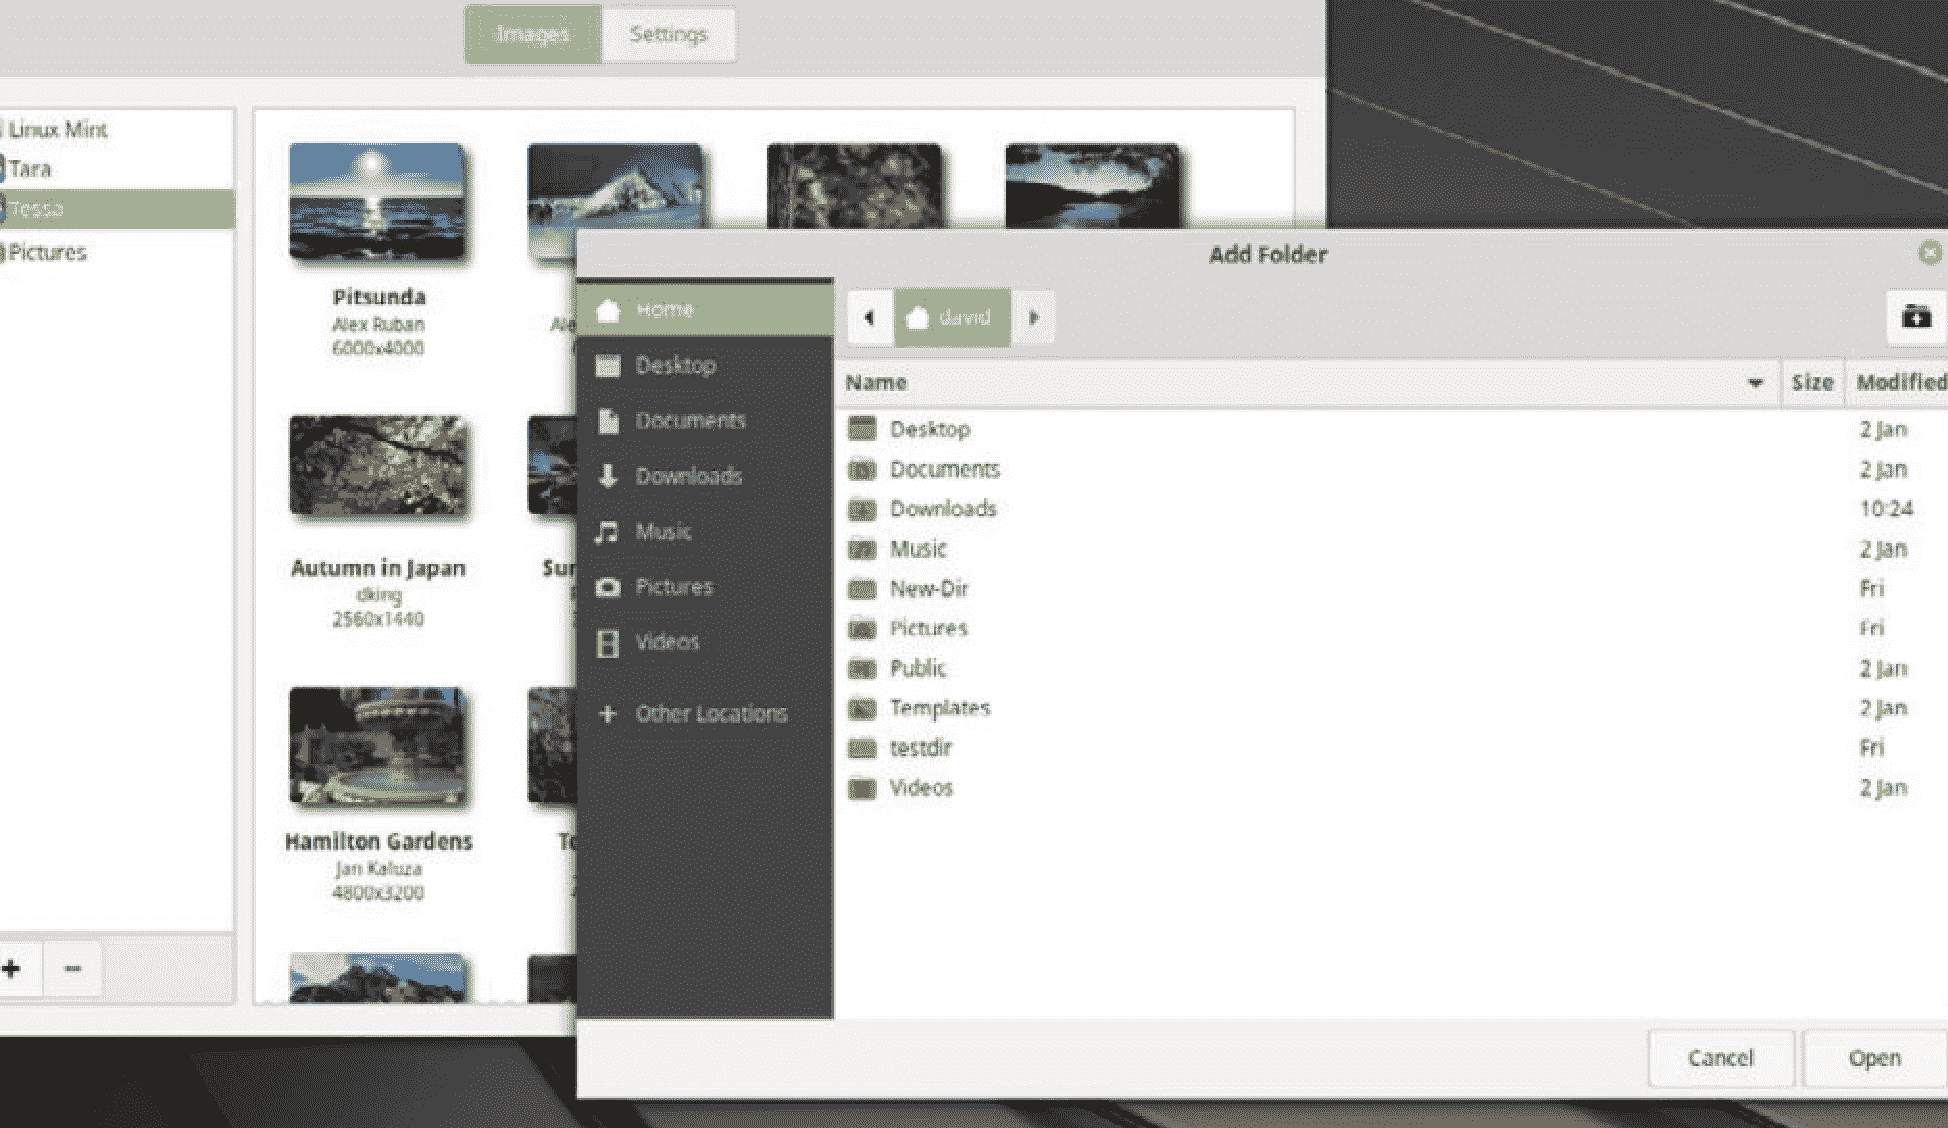 Images Settings
Linux Mint
Tara
Tessa
Pictures
Pitsunda
Alex Ruban
6000x4000
Autumn in Japan
dking
2560x1440
Hamilton Gardens
Jan Kaluza
4800x3200
Add Folder
Home
Desktop
Documents
Downloads
Music
Pictures
Videos
Other Locations
david
Name Size Modified
Desktop 2 Jan
Documents 2 Jan
Downloads 10:24
Music 2 Jan
New-Dir Fri
Pictures Fri
Public 2 Jan
Templates 2 Jan
testdir Fri
Videos 2 Jan
Cancel Open